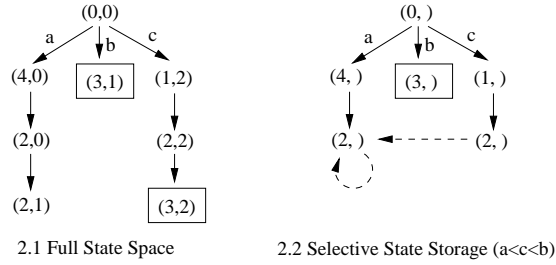 (0,0)
a b c
(4,0) (3,1) (1,2)
(2,0) (2,2)
(2,1) (3,2)
2.1 Full State Space
(0, )
a b c
(4, ) (3, ) (1, )
(2, ) (2, )
2.2 Selective State Storage (a<c<b)